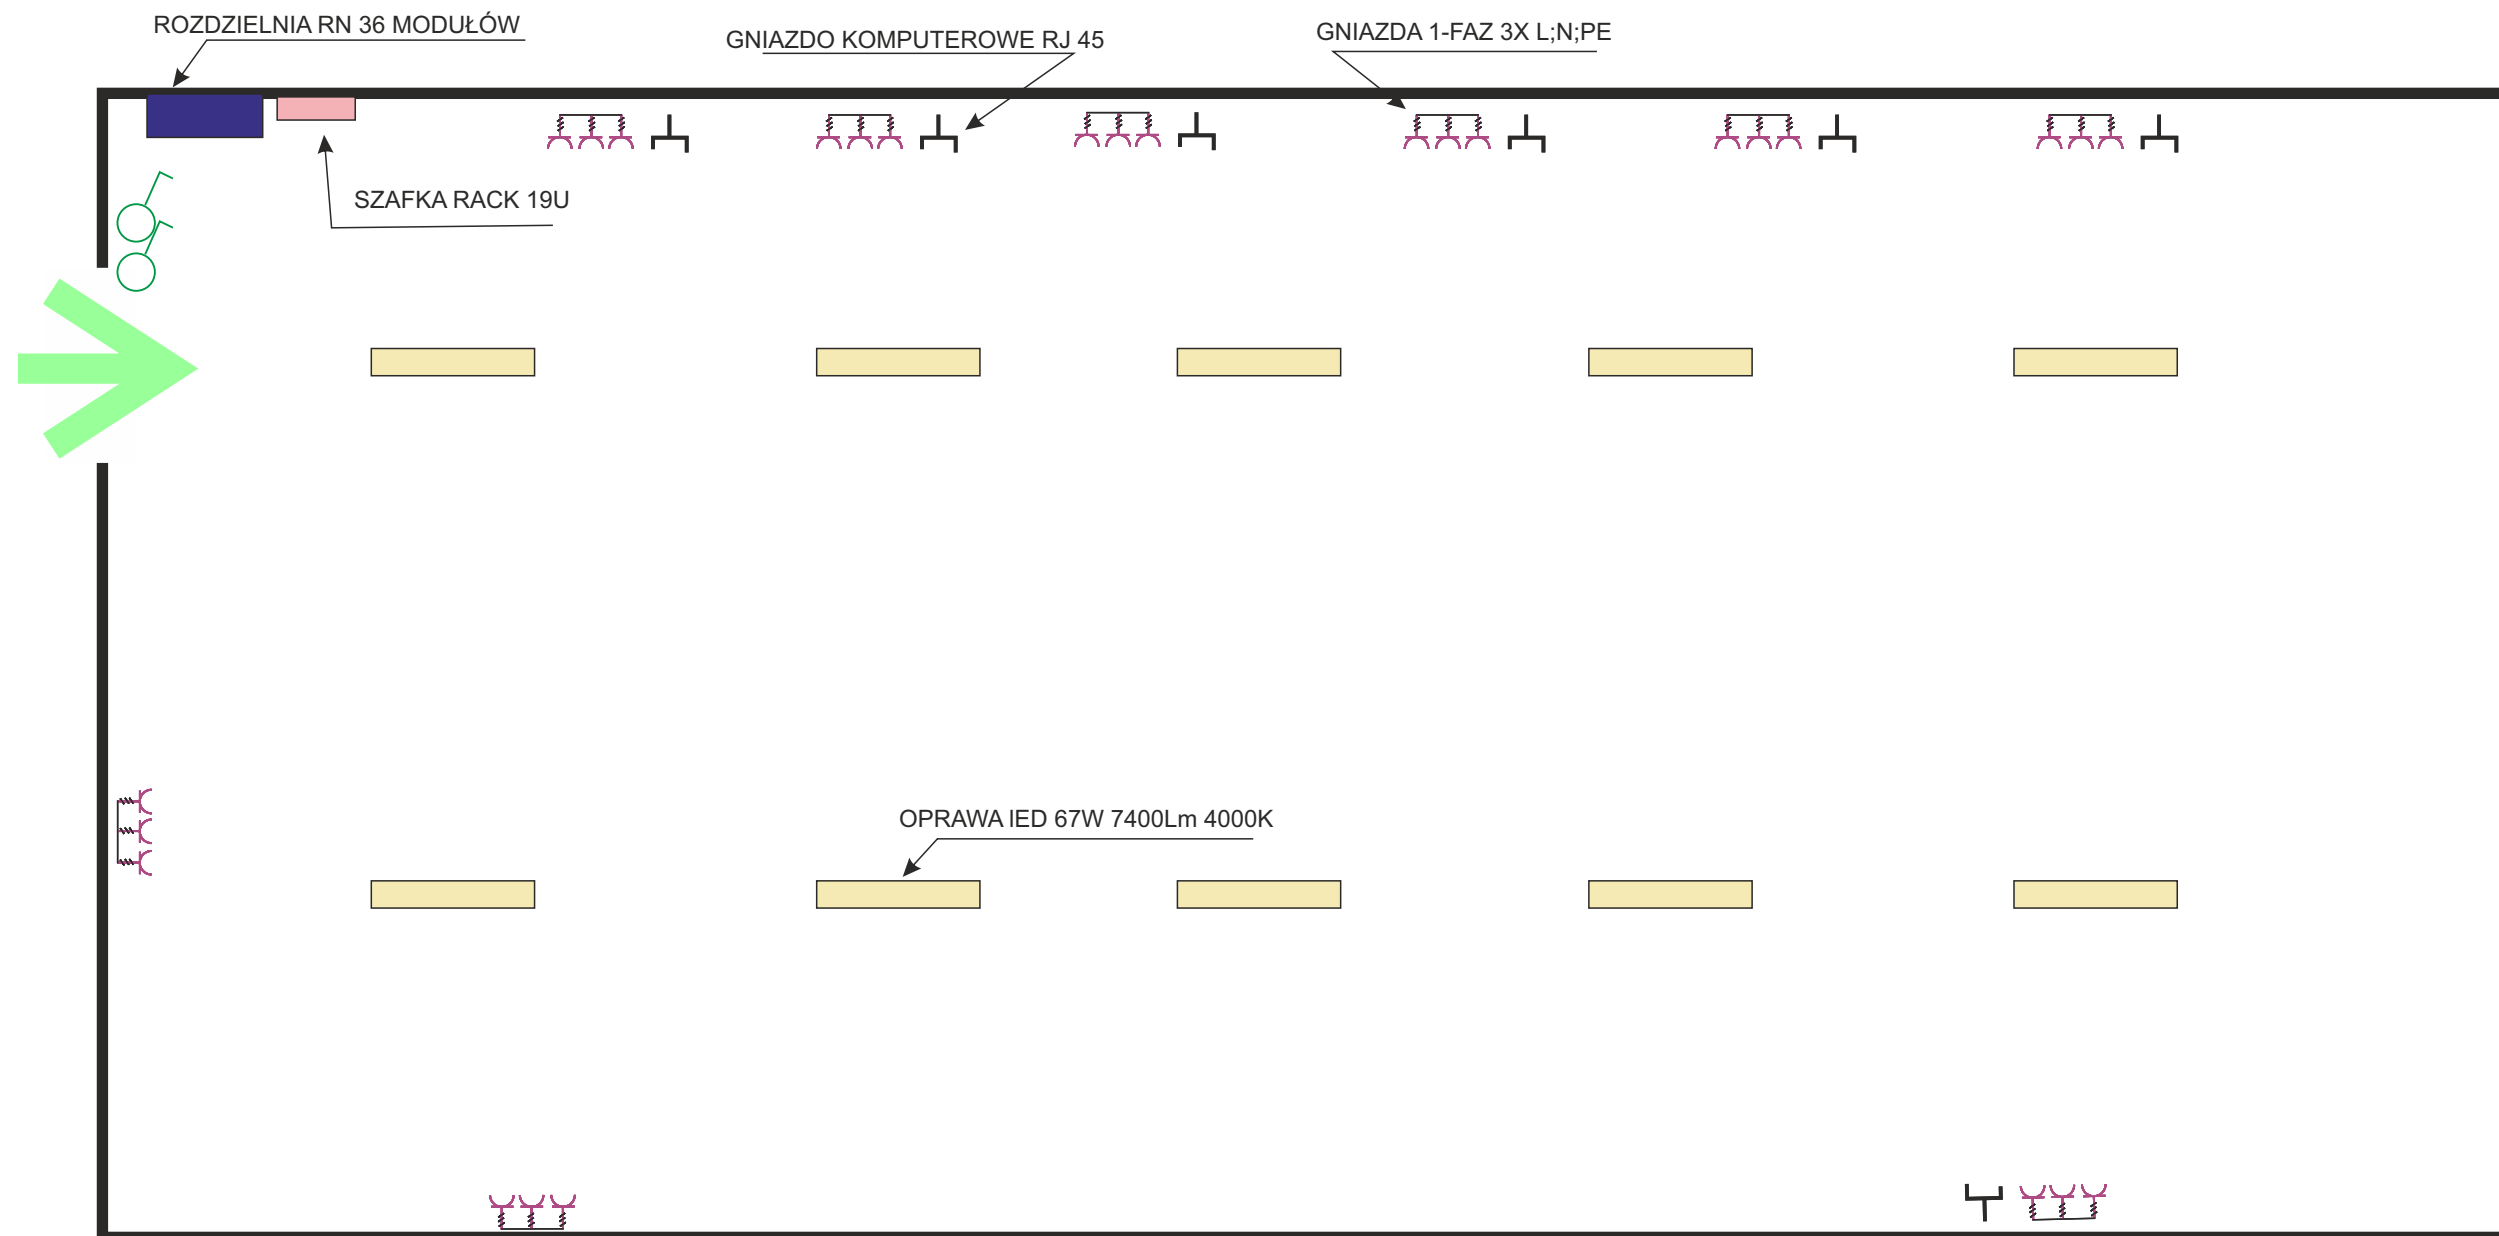 ROZDZIELNIA RN 36 MODUŁÓW
GNIAZDO KOMPUTEROWE RJ 45
GNIAZDA 1-FAZ 3X L;N;PE
SZAFKA RACK 19U
OPRAWA lED 67W 7400Lm 4000K